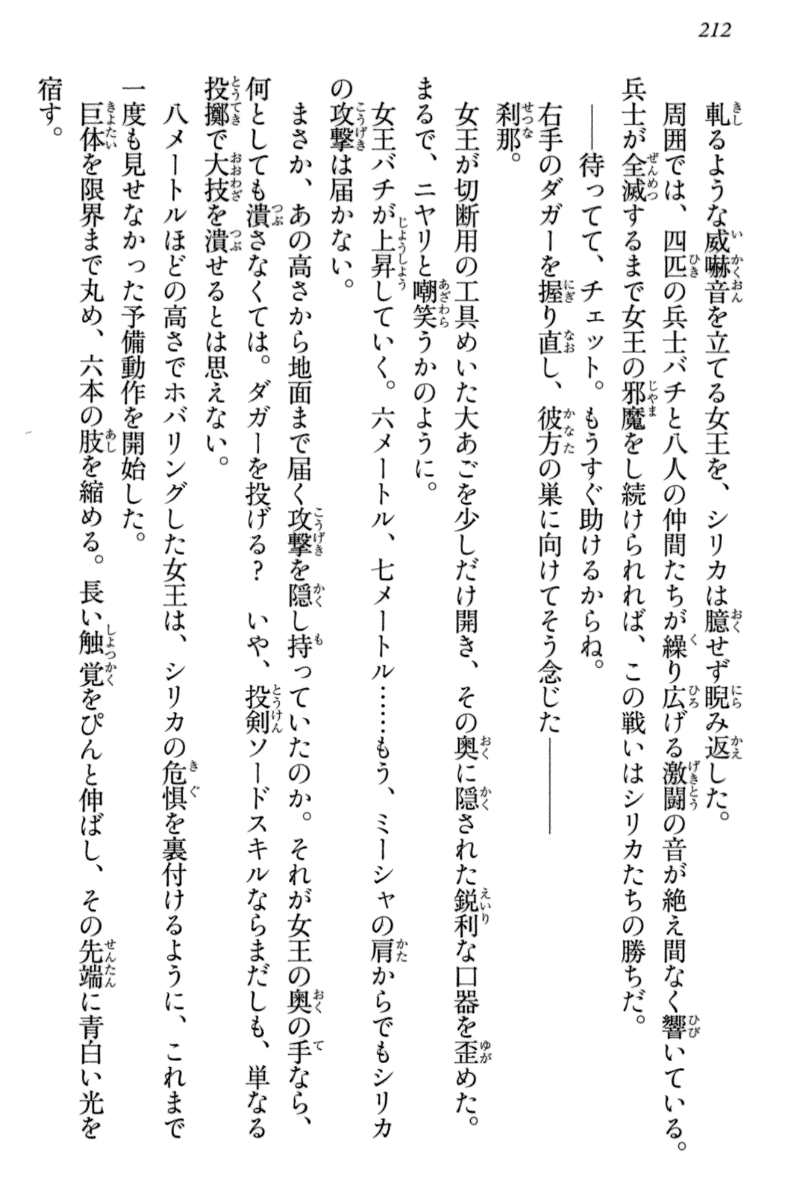 212
軋るような威嚇音を立てる女王を、シリカは臆せず睨み返した。
周囲では、四匹の兵士バチと八人の仲間たちが繰り広げる激闘の音が絶え間なく響いている。
兵士が全滅するまで女王の邪魔をし続けられれば、この戦いはシリカたちの勝ちだ。
――待ってて、チェット。もうすぐ助けるからね。
右手のダガーを握り直し、彼方の巣に向けてそう念じた――――
刹那。
女王が切断用の工具めいた大あごを少しだけ開き、その奥に隠された鋭利な口器を歪めた。
まるで、ニヤリと嘲笑うかのように。
女王バチが上昇していく。六メートル、七メートル……もう、ミーシャの肩からでもシリカ
の攻撃は届かない。
まさか、あの高さから地面まで届く攻撃を隠し持っていたのか。それが女王の奥の手なら、
何としても潰さなくては。ダガーを投げる？　いや、投剣ソードスキルならまだしも、単なる
投擲で大技を潰せるとは思えない。
八メートルほどの高さでホバリングした女王は、シリカの危惧を裏付けるように、これまで
一度も見せなかった予備動作を開始した。
巨体を限界まで丸め、六本の肢を縮める。長い触覚をぴんと伸ばし、その先端に青白い光を
宿す。